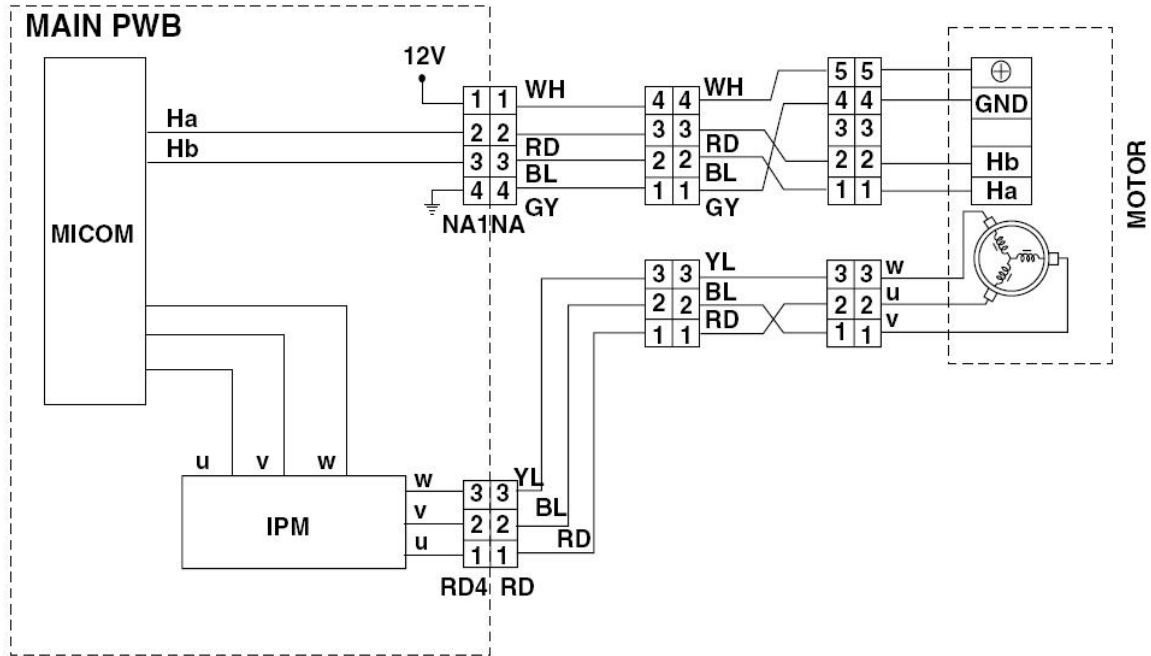 MAIN PWB
12V
MICOM
Ha
Hb
1 1 WH
2 2 RD
3 3 BL
4 4 GY
NA1NA
4 4 WH
3 3 RD
2 2 BL
1 1 GY
5 5
4 4
3 3
2 2
1 1
⊕
GND
Hb
Ha
MOTOR
3 3 YL
2 2 BL
1 1 RD
3 3 w
2 2 u
1 1 v
u v w
IPM
w 3 3 YL
v 2 2 BL
u 1 1 RD
RD4 RD